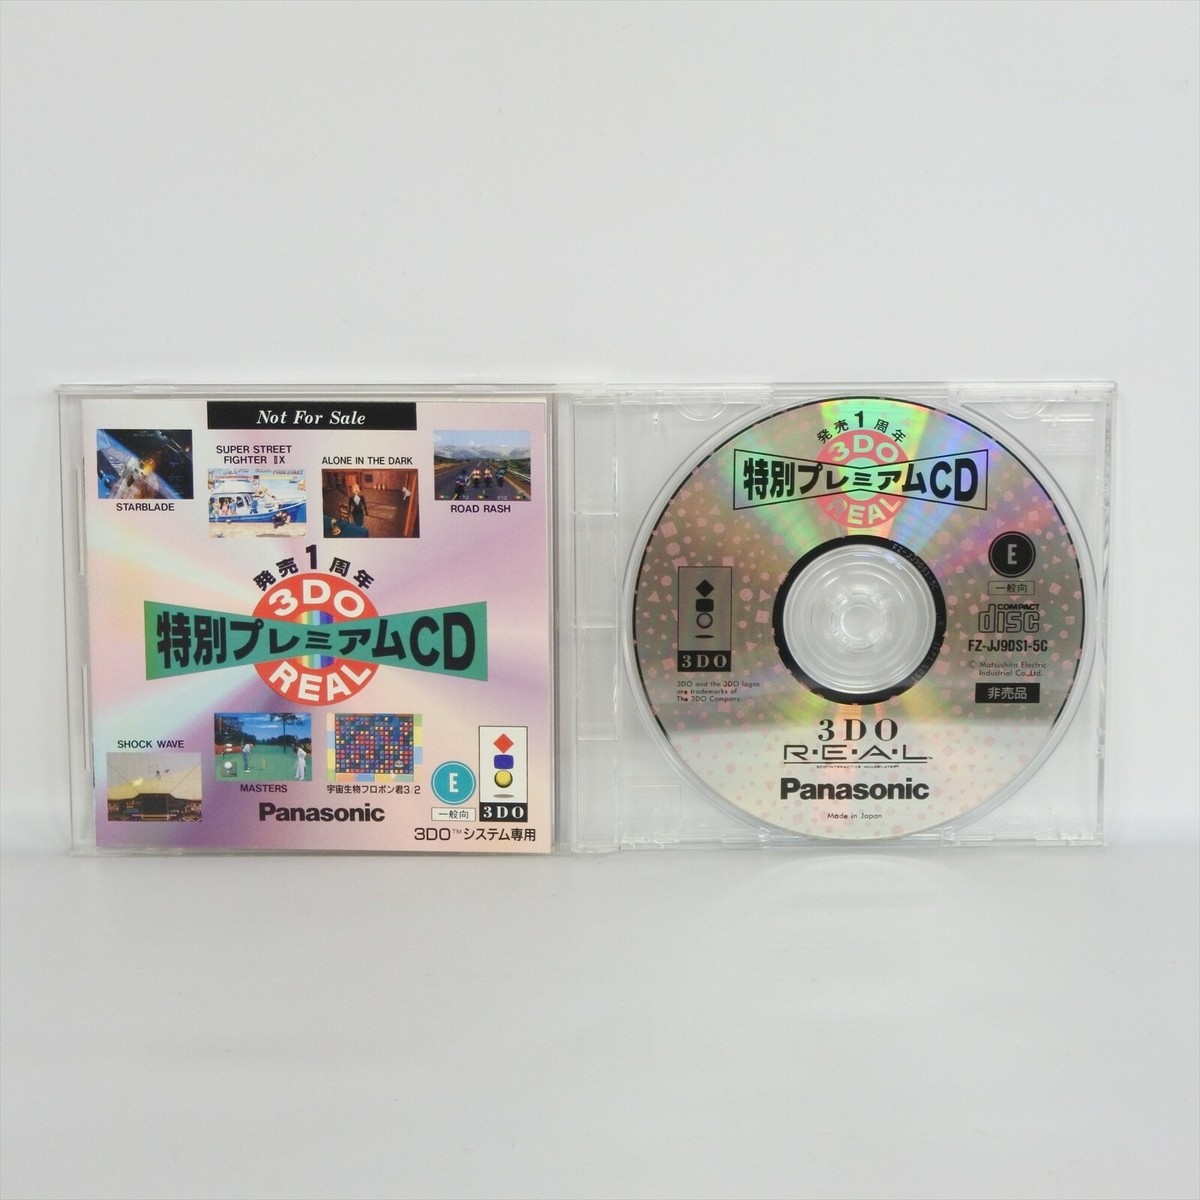 Not For Sale
STARBLADE
SUPER STREET
FIGHTER ⅡX
ALONE IN THE DARK
ROAD RASH
発売1周年
3DO
特別プレミアムCD
REAL
SHOCK WAVE
MASTERS
宇宙生物フロポン君3 2
Panasonic
E
一般向
3DO
3DO™システム専用
発売1周年
3DO
特別プレミアムCD
REAL
E
一般向
COMPACT
disc
FZ-JJ9DS1-5C
© Matsushita Electric
Industrial Co.,Ltd.
非売品
3DO
3DO and the 3DO logos
are trademarks of
The 3DO Company.
3DO
R·E·A·L
Panasonic
Made in Japan